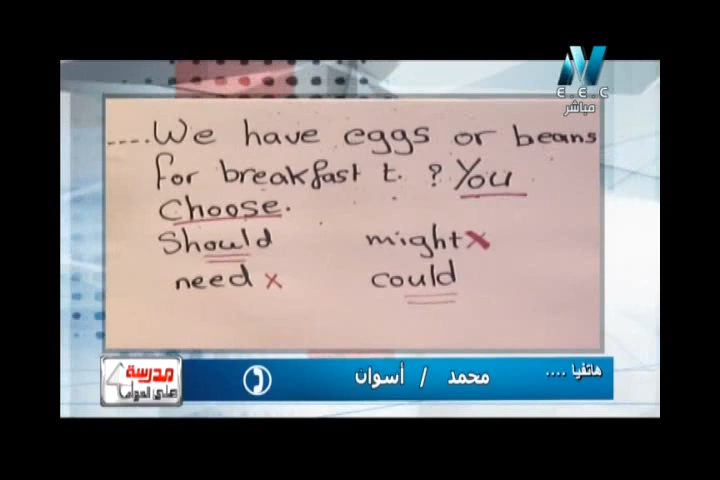 E.E.C
مباشر
.... We have eggs or beans
for breakfast t. ? You
Choose.
Should might x
need x could
هاتفيا ....
محمد / أسوان
مدرسة
على الهواء